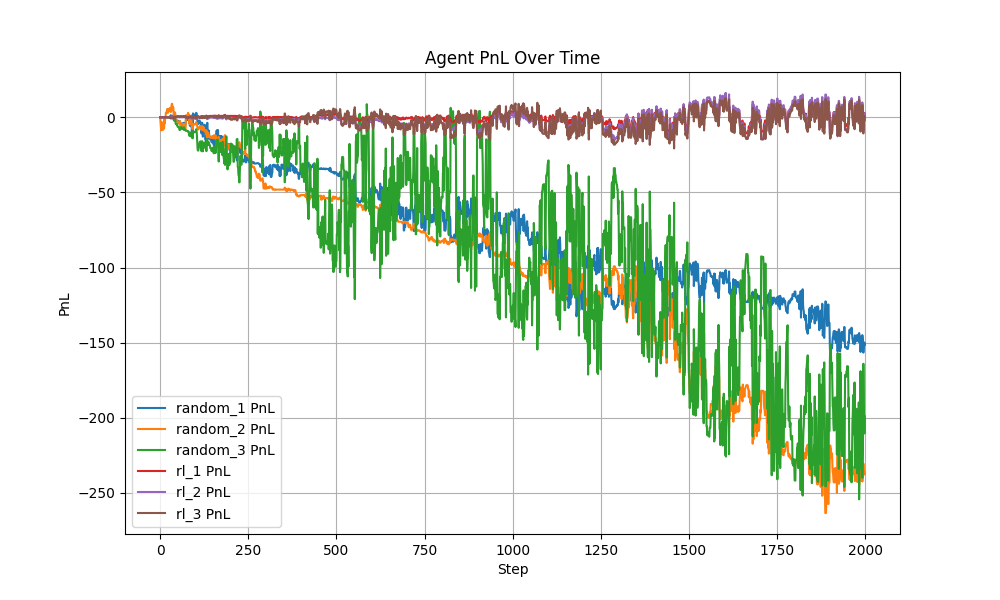 Agent PnL Over Time
PnL
0
−50
−100
−150
−200
−250
random_1 PnL
random_2 PnL
random_3 PnL
rl_1 PnL
rl_2 PnL
rl_3 PnL
0 250 500 750 1000 1250 1500 1750 2000
Step